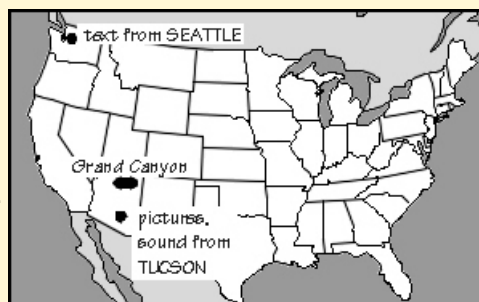 text from SEATTLE
Grand Canyon
pictures,
sound from
TUCSON